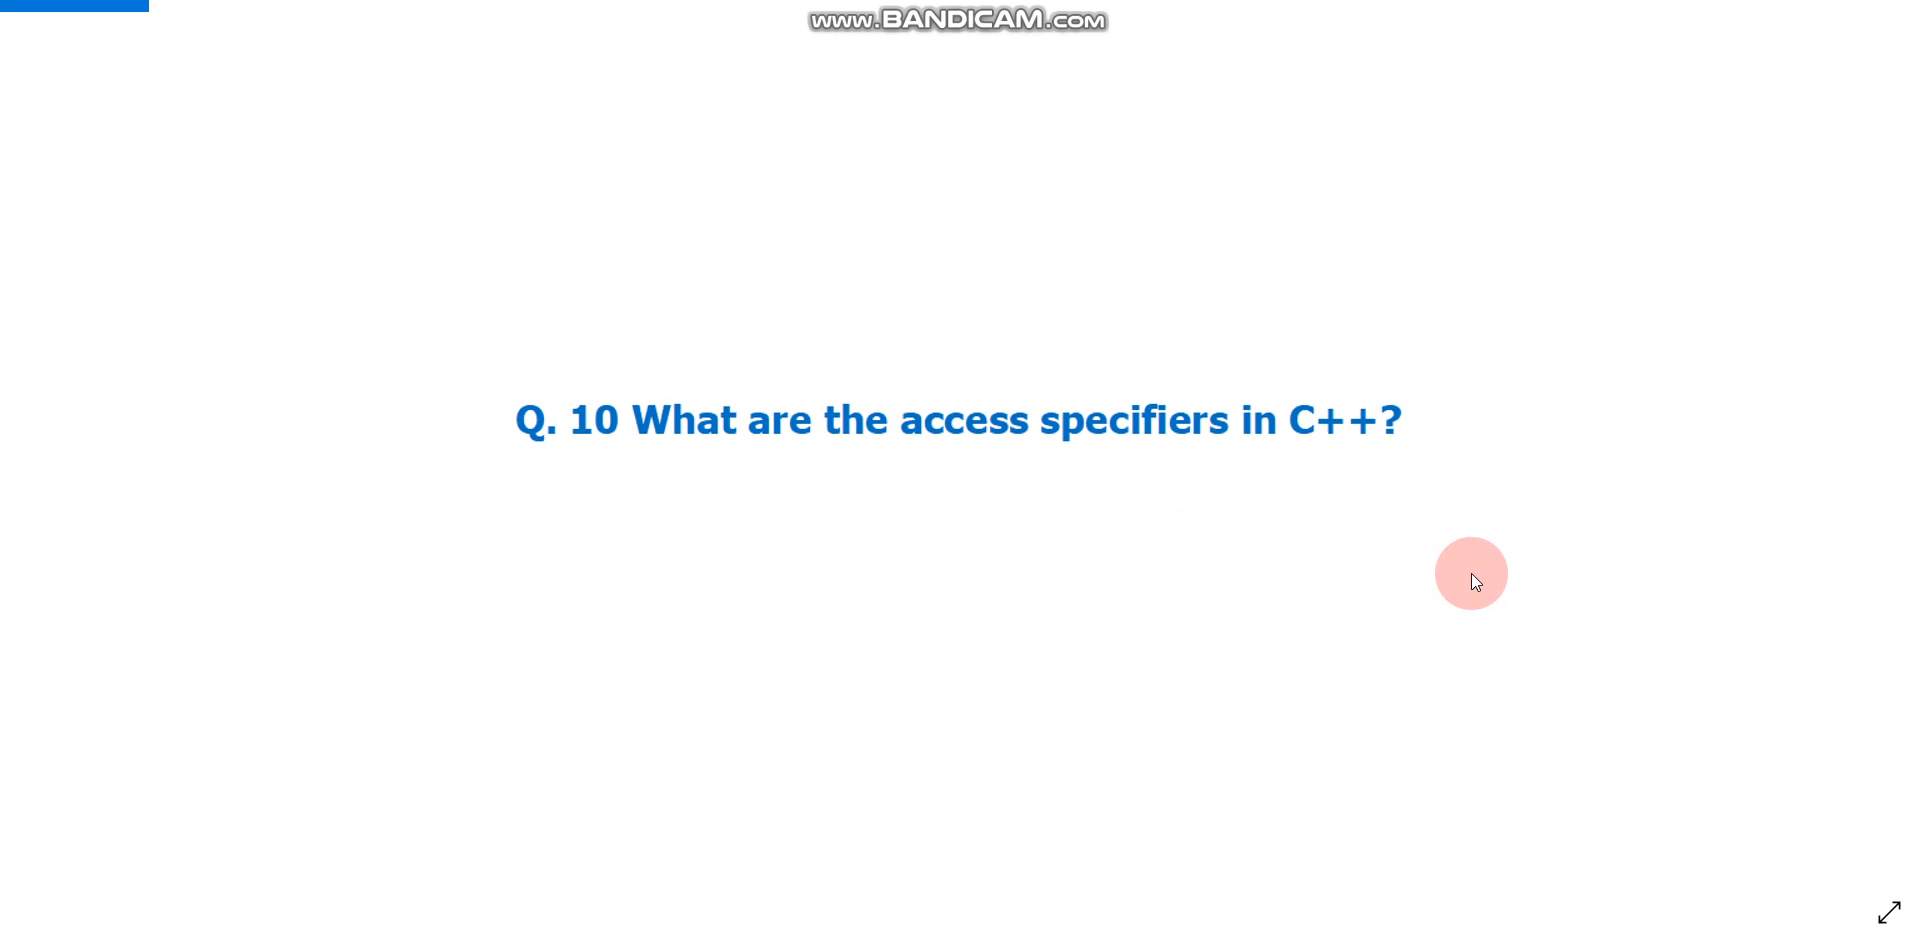 www.BANDICAM.COM
Q. 10 What are the access specifiers in C++?